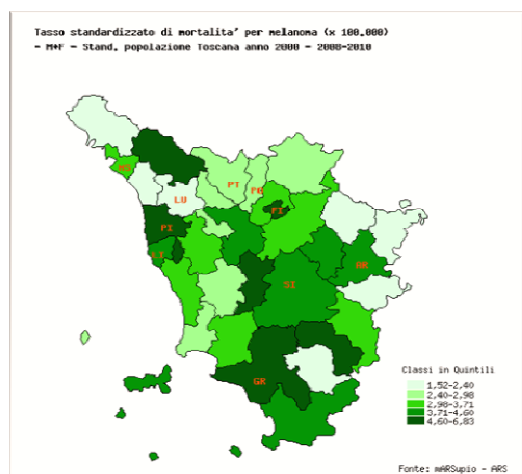 Tasso standardizzato di mortalita' per melanoma (x 100.000)
- M+F - Stand. popolazione Toscana anno 2000 - 2008-2010
MS
LU
PT
PO
FI
PI
LI
AR
SI
GR
Classi in Quintili
1,52-2,40
2,40-2,98
2,98-3,71
3,71-4,60
4,60-6,83
Fonte: mARSupio - ARS